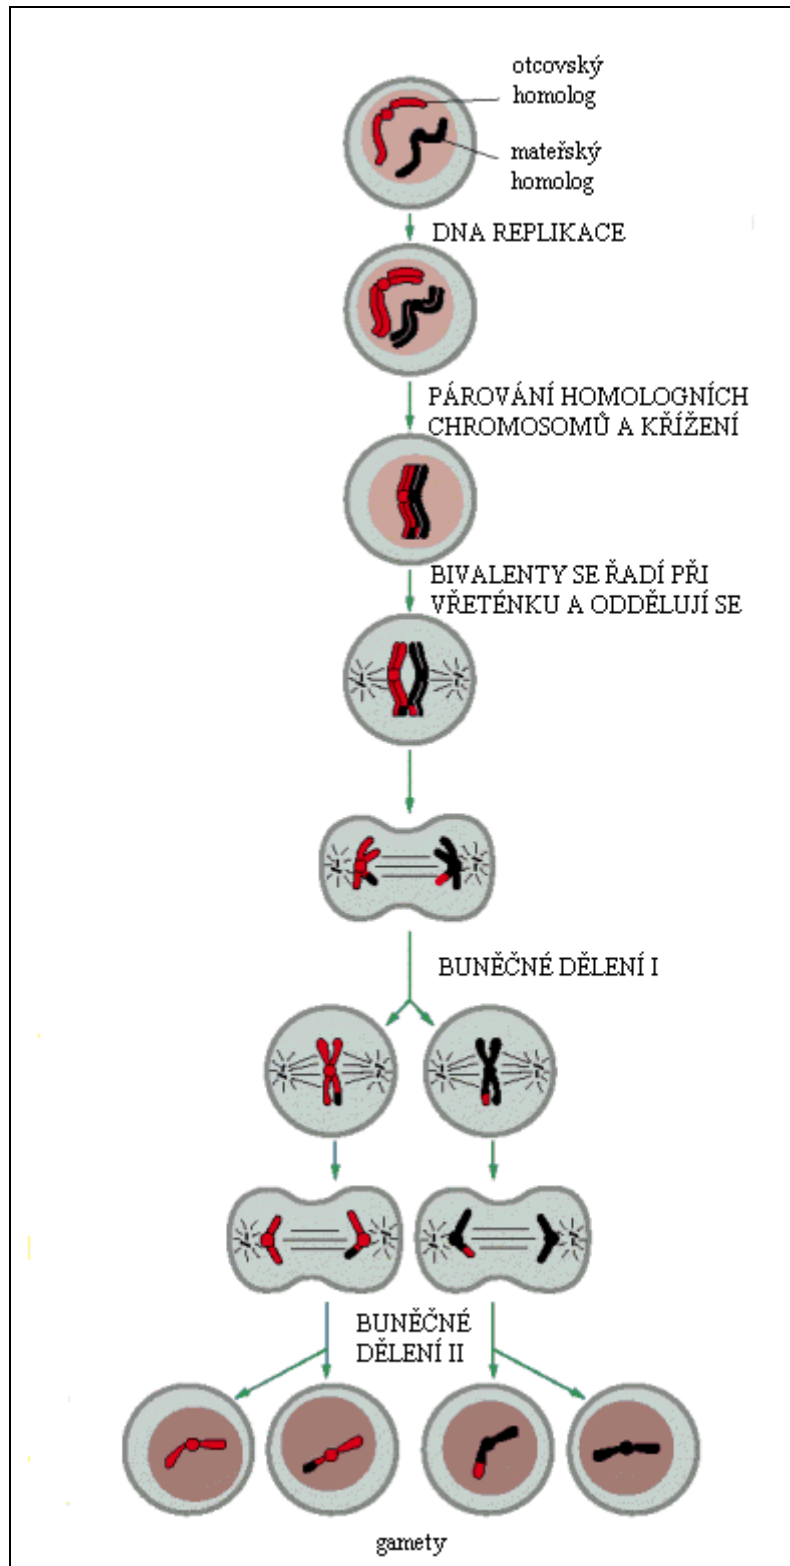 otcovský
homolog
mateřský
homolog
DNA REPLIKACE
PÁROVÁNÍ HOMOLOGNÍCH
CHROMOSOMŮ A KŘÍŽENÍ
BIVALENTY SE ŘADÍ PŘI
VŘETÉNKU A ODDĚLUJÍ SE
BUNĚČNÉ DĚLENÍ I
BUNĚČNÉ
DĚLENÍ II
gamety